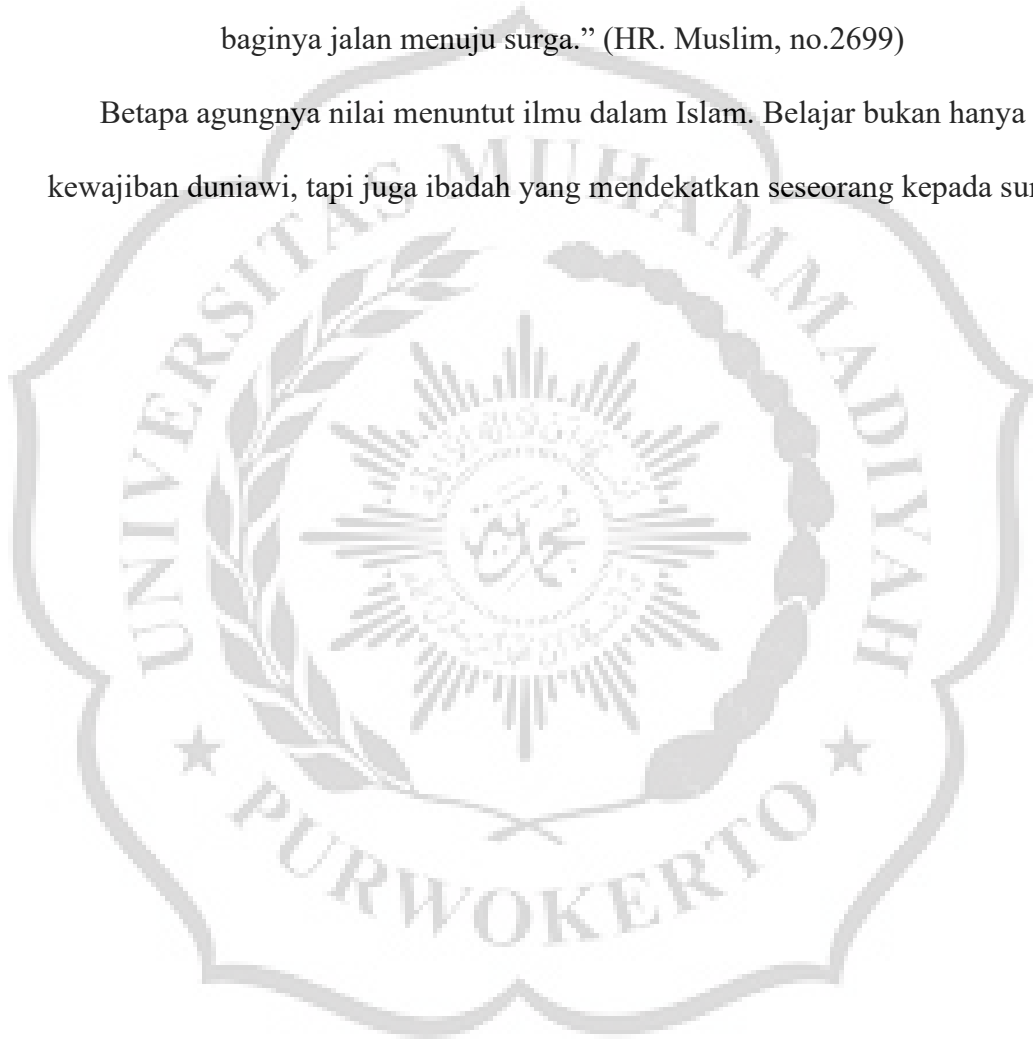 baginya jalan menuju surga.” (HR. Muslim, no.2699)
Betapa agungnya nilai menuntut ilmu dalam Islam. Belajar bukan hanya
kewajiban duniawi, tapi juga ibadah yang mendekatkan seseorang kepada
UNIVERSITAS MUHAMMADIYAH
PURWOKERTO